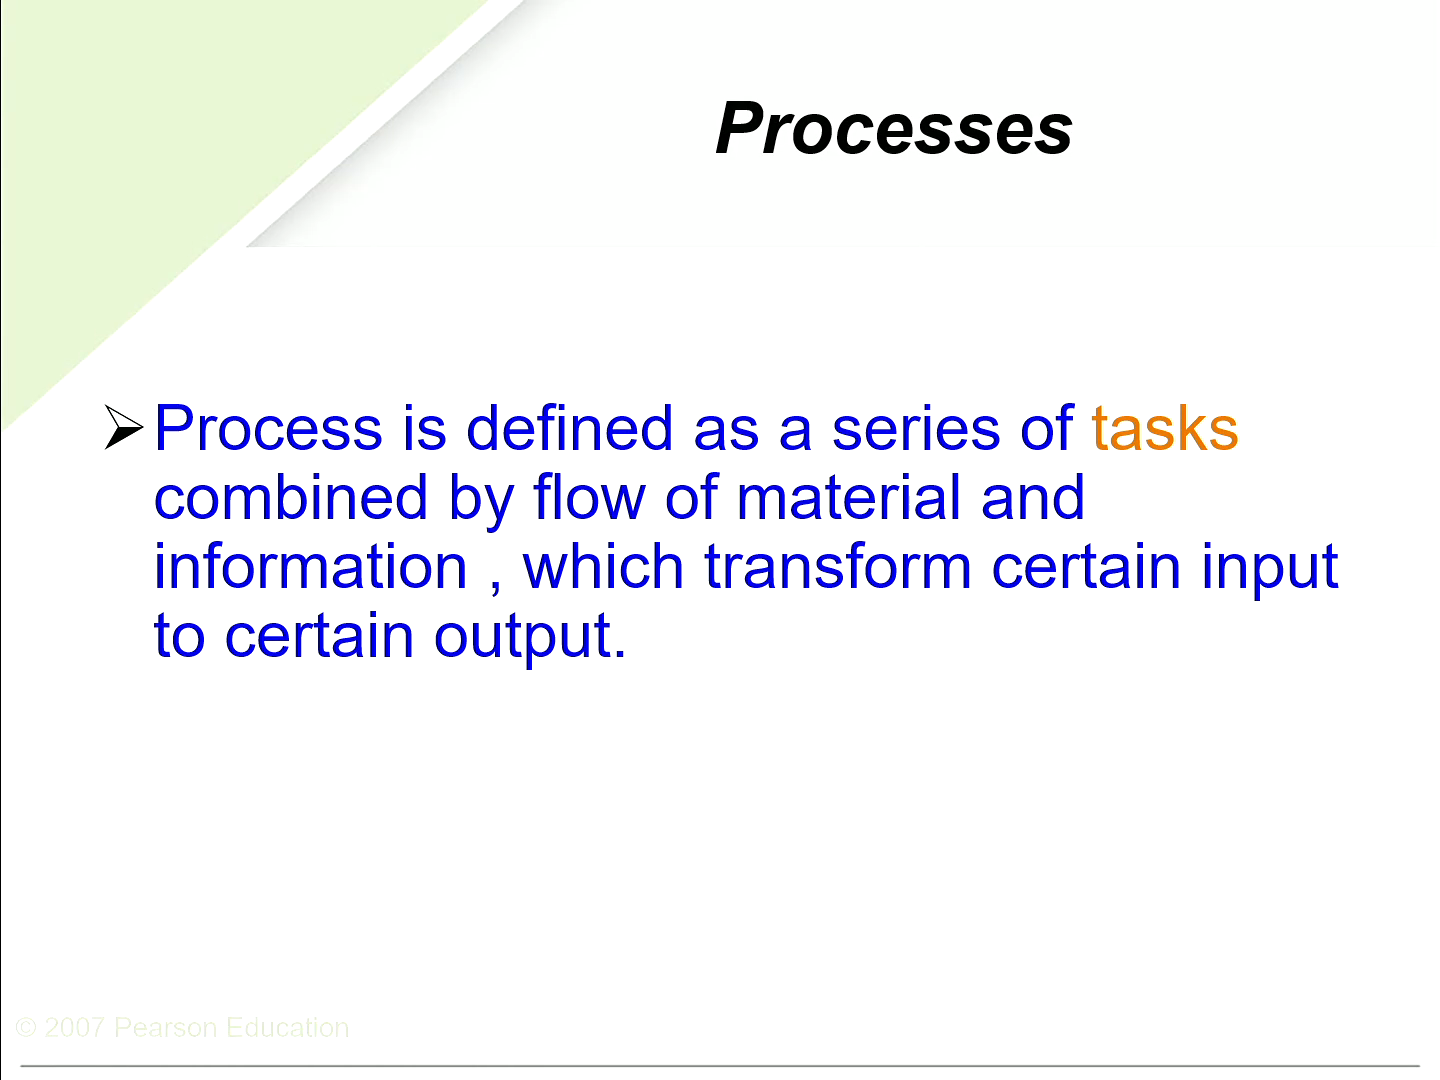 Processes
Process is defined as a series of tasks
combined by flow of material and
information , which transform certain input
to certain output.
© 2007 Pearson Education